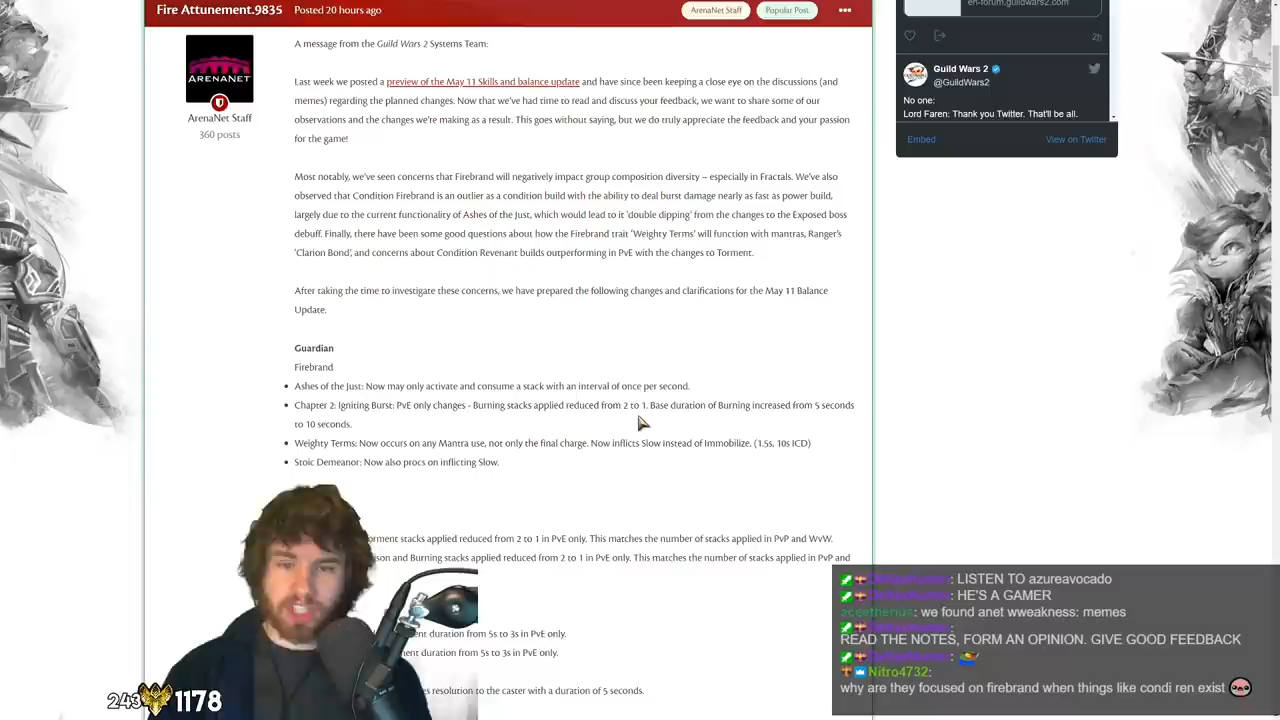 Fire Attunement.9835 Posted 20 hours ago ArenaNet Staff Popular Post
en-forum.guildwars2.com
2h
A message from the Guild Wars 2 Systems Team:
ARENANET
ArenaNet Staff
360 posts
Last week we posted a preview of the May 11 Skills and balance update and have since been keeping a close eye on the discussions (and
memes) regarding the planned changes. Now that we've had time to read and discuss your feedback, we want to share some of our
observations and the changes we're making as a result. This goes without saying, but we do truly appreciate the feedback and your passion
for the game!
Guild Wars 2
@GuildWars2
No one:
Lord Faren: Thank you Twitter. That'll be all.
Embed View on Twitter
Most notably, we've seen concerns that Firebrand will negatively impact group composition diversity – especially in Fractals. We've also
observed that Condition Firebrand is an outlier as a condition build with the ability to deal burst damage nearly as fast as power build,
largely due to the current functionality of Ashes of the Just, which would lead to it 'double dipping' from the changes to the Exposed boss
debuff. Finally, there have been some good questions about how the Firebrand trait 'Weighty Terms' will function with mantras, Ranger's
'Clarion Bond', and concerns about Condition Revenant builds outperforming in PvE with the changes to Torment.
After taking the time to investigate these concerns, we have prepared the following changes and clarifications for the May 11 Balance
Update.
Guardian
Firebrand
Ashes of the Just: Now may only activate and consume a stack with an interval of once per second.
Chapter 2: Igniting Burst: PvE only changes - Burning stacks applied reduced from 2 to 1. Base duration of Burning increased from 5 seconds
to 10 seconds.
Weighty Terms: Now occurs on any Mantra use, not only the final charge. Now inflicts Slow instead of Immobilize. (1.5s, 10s ICD)
Stoic Demeanor: Now also procs on inflicting Slow.
orment stacks applied reduced from 2 to 1 in PvE only. This matches the number of stacks applied in PvP and WvW.
ison and Burning stacks applied reduced from 2 to 1 in PvE only. This matches the number of stacks applied in PvP and
ent duration from 5s to 3s in PvE only.
ment duration from 5s to 3s in PvE only.
es resolution to the caster with a duration of 5 seconds.
243 1178
: LISTEN TO azureavocado
: HE'S A GAMER
: we found anet wweakness: memes
:
READ THE NOTES, FORM AN OPINION. GIVE GOOD FEEDBACK
:
Nitro4732:
why are they focused on firebrand when things like condi ren exist